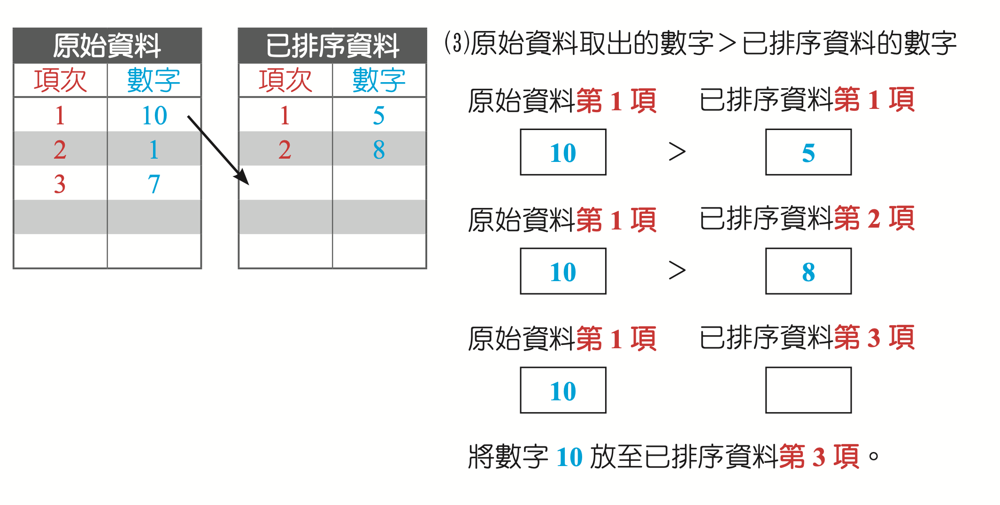 原始資料
項次 數字
1 10
2 1
3 7
已排序資料
項次 數字
1 5
2 8
(3)原始資料取出的數字＞已排序資料的數字
原始資料第 1 項 已排序資料第 1 項
10 ＞ 5
原始資料第 1 項 已排序資料第 2 項
10 ＞ 8
原始資料第 1 項 已排序資料第 3 項
10
將數字 10 放至已排序資料第 3 項。